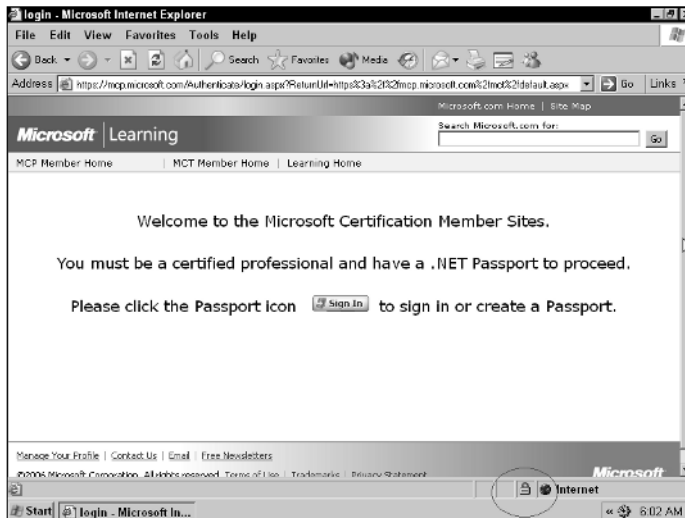 login - Microsoft Internet Explorer
File Edit View Favorites Tools Help
Back Search Favorites Media
Address https://mcp.microsoft.com/Authenticate/login.aspx?ReturnUrl=https%3a%2f%2fmcp.microsoft.com%2fmct%2fdefault.aspx Go Links
Microsoft.com Home | Site Map
Microsoft | Learning
Search Microsoft.com for:
Go
MCP Member Home | MCT Member Home | Learning Home
Welcome to the Microsoft Certification Member Sites.
You must be a certified professional and have a .NET Passport to proceed.
Please click the Passport icon Sign In to sign in or create a Passport.
Manage Your Profile | Contact Us | Email | Free Newsletters
©2006 Microsoft Corporation. All rights reserved. Terms of Use | Trademarks | Privacy Statement
Microsoft
Internet
Start login - Microsoft In... « 6:02 AM